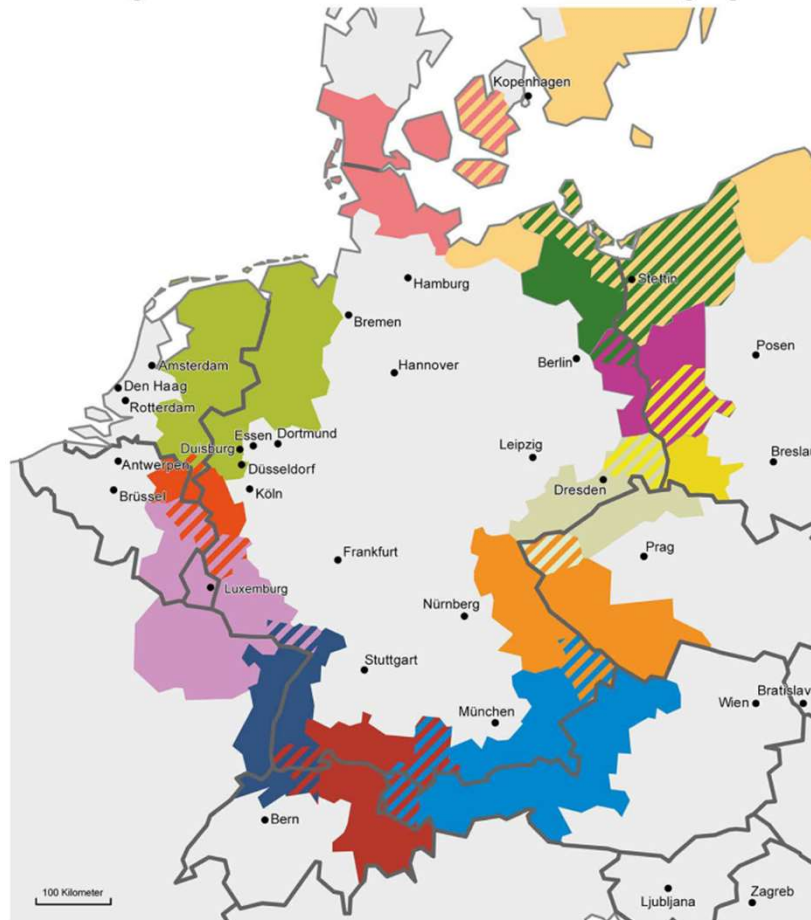 Kopenhagen
Hamburg
Stettin
Bremen
Amsterdam
Hannover
Berlin
Posen
Den Haag
Rotterdam
Essen Dortmund
Duisburg
Leipzig
Antwerpen
Düsseldorf
Breslau
Brüssel
Köln
Dresden
Frankfurt
Prag
Luxemburg
Nürnberg
Stuttgart
Bratislav
Wien
München
Bern
100 Kilometer
Ljubljana
Zagreb